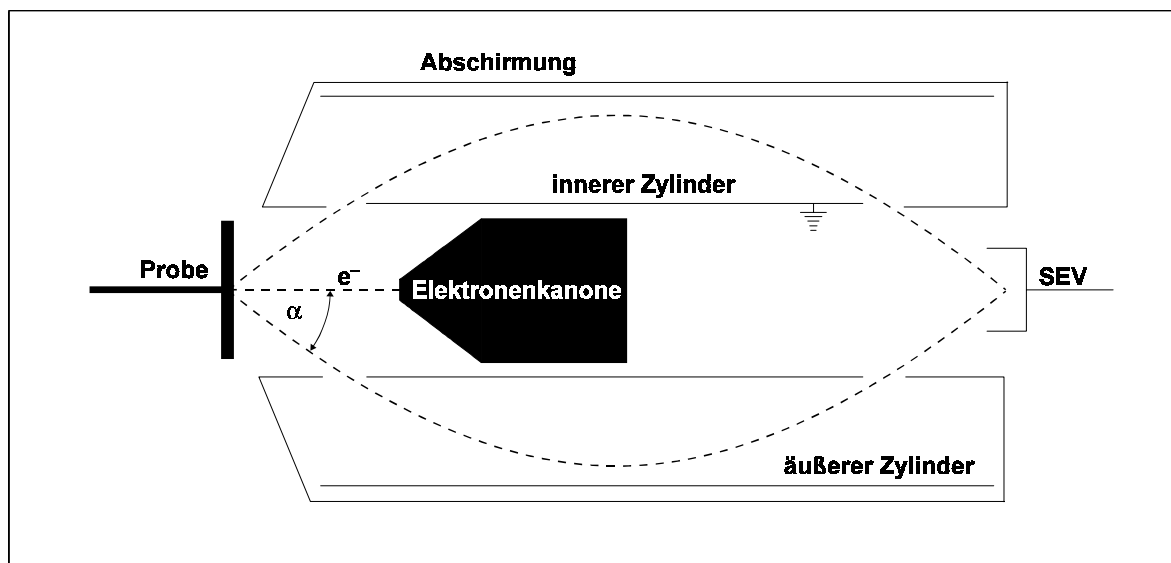 Abschirmung
innerer Zylinder
Probe
e⁻
Elektronenkanone
SEV
α
äußerer Zylinder